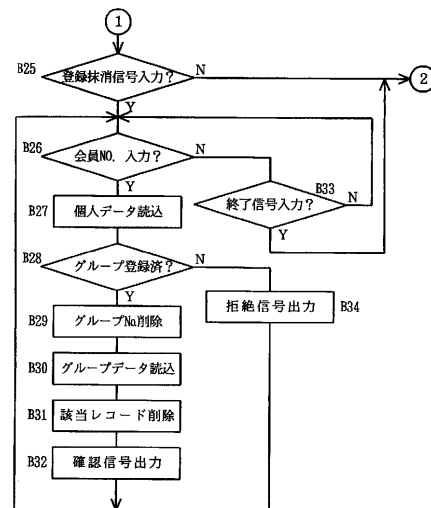 1
B25 登録抹消信号入力? N 2
Y
B26 会員NO. 入力? N
Y B33
B27 個人データ読込 終了信号入力? N
Y
B28 グループ登録済? N
Y
B29 グループNo.削除 拒絶信号出力 B34
B30 グループデータ読込
B31 該当レコード削除
B32 確認信号出力